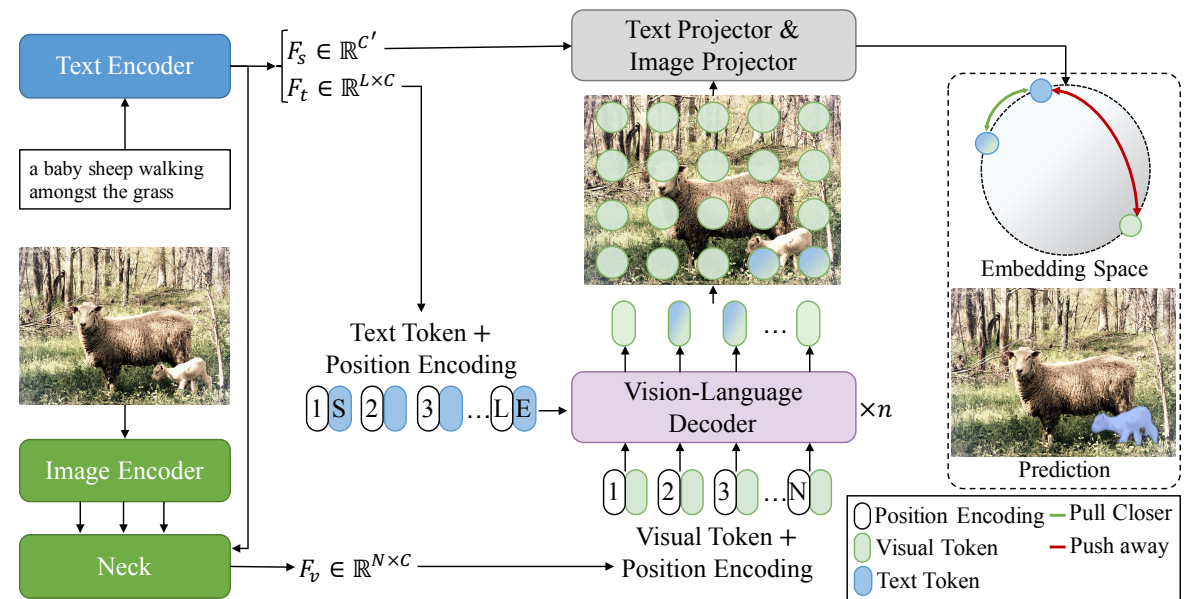 Text Encoder
a baby sheep walking
amongst the grass
Image Encoder
Neck
F_s ∈ ℝ^{C′}
F_t ∈ ℝ^{L×C}
F_v ∈ ℝ^{N×C}
Text Token +
Position Encoding
1 S 2 3 ... L E
Text Projector &
Image Projector
...
Vision-Language
Decoder
×n
1 2 3 ... N
Visual Token +
Position Encoding
Embedding Space
Prediction
Position Encoding
Pull Closer
Visual Token
Push away
Text Token